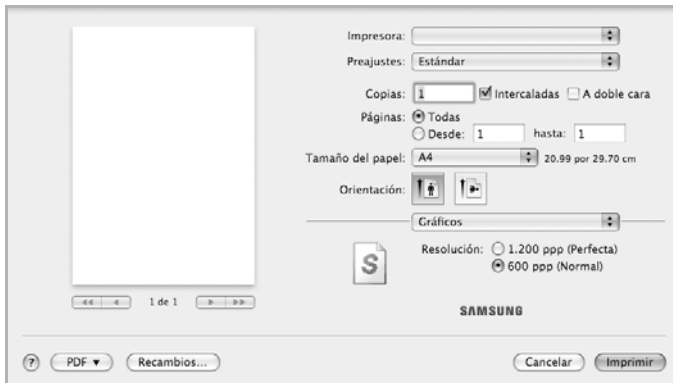 Impresora:
Preajustes: Estándar
Copias: 1 Intercaladas A doble cara
Páginas: Todas
Desde: 1 hasta: 1
Tamaño del papel: A4 20.99 por 29.70 cm
Orientación:
Gráficos
Resolución: 1.200 ppp (Perfecta)
600 ppp (Normal)
S
1 de 1
SAMSUNG
? PDF Recambios... Cancelar Imprimir